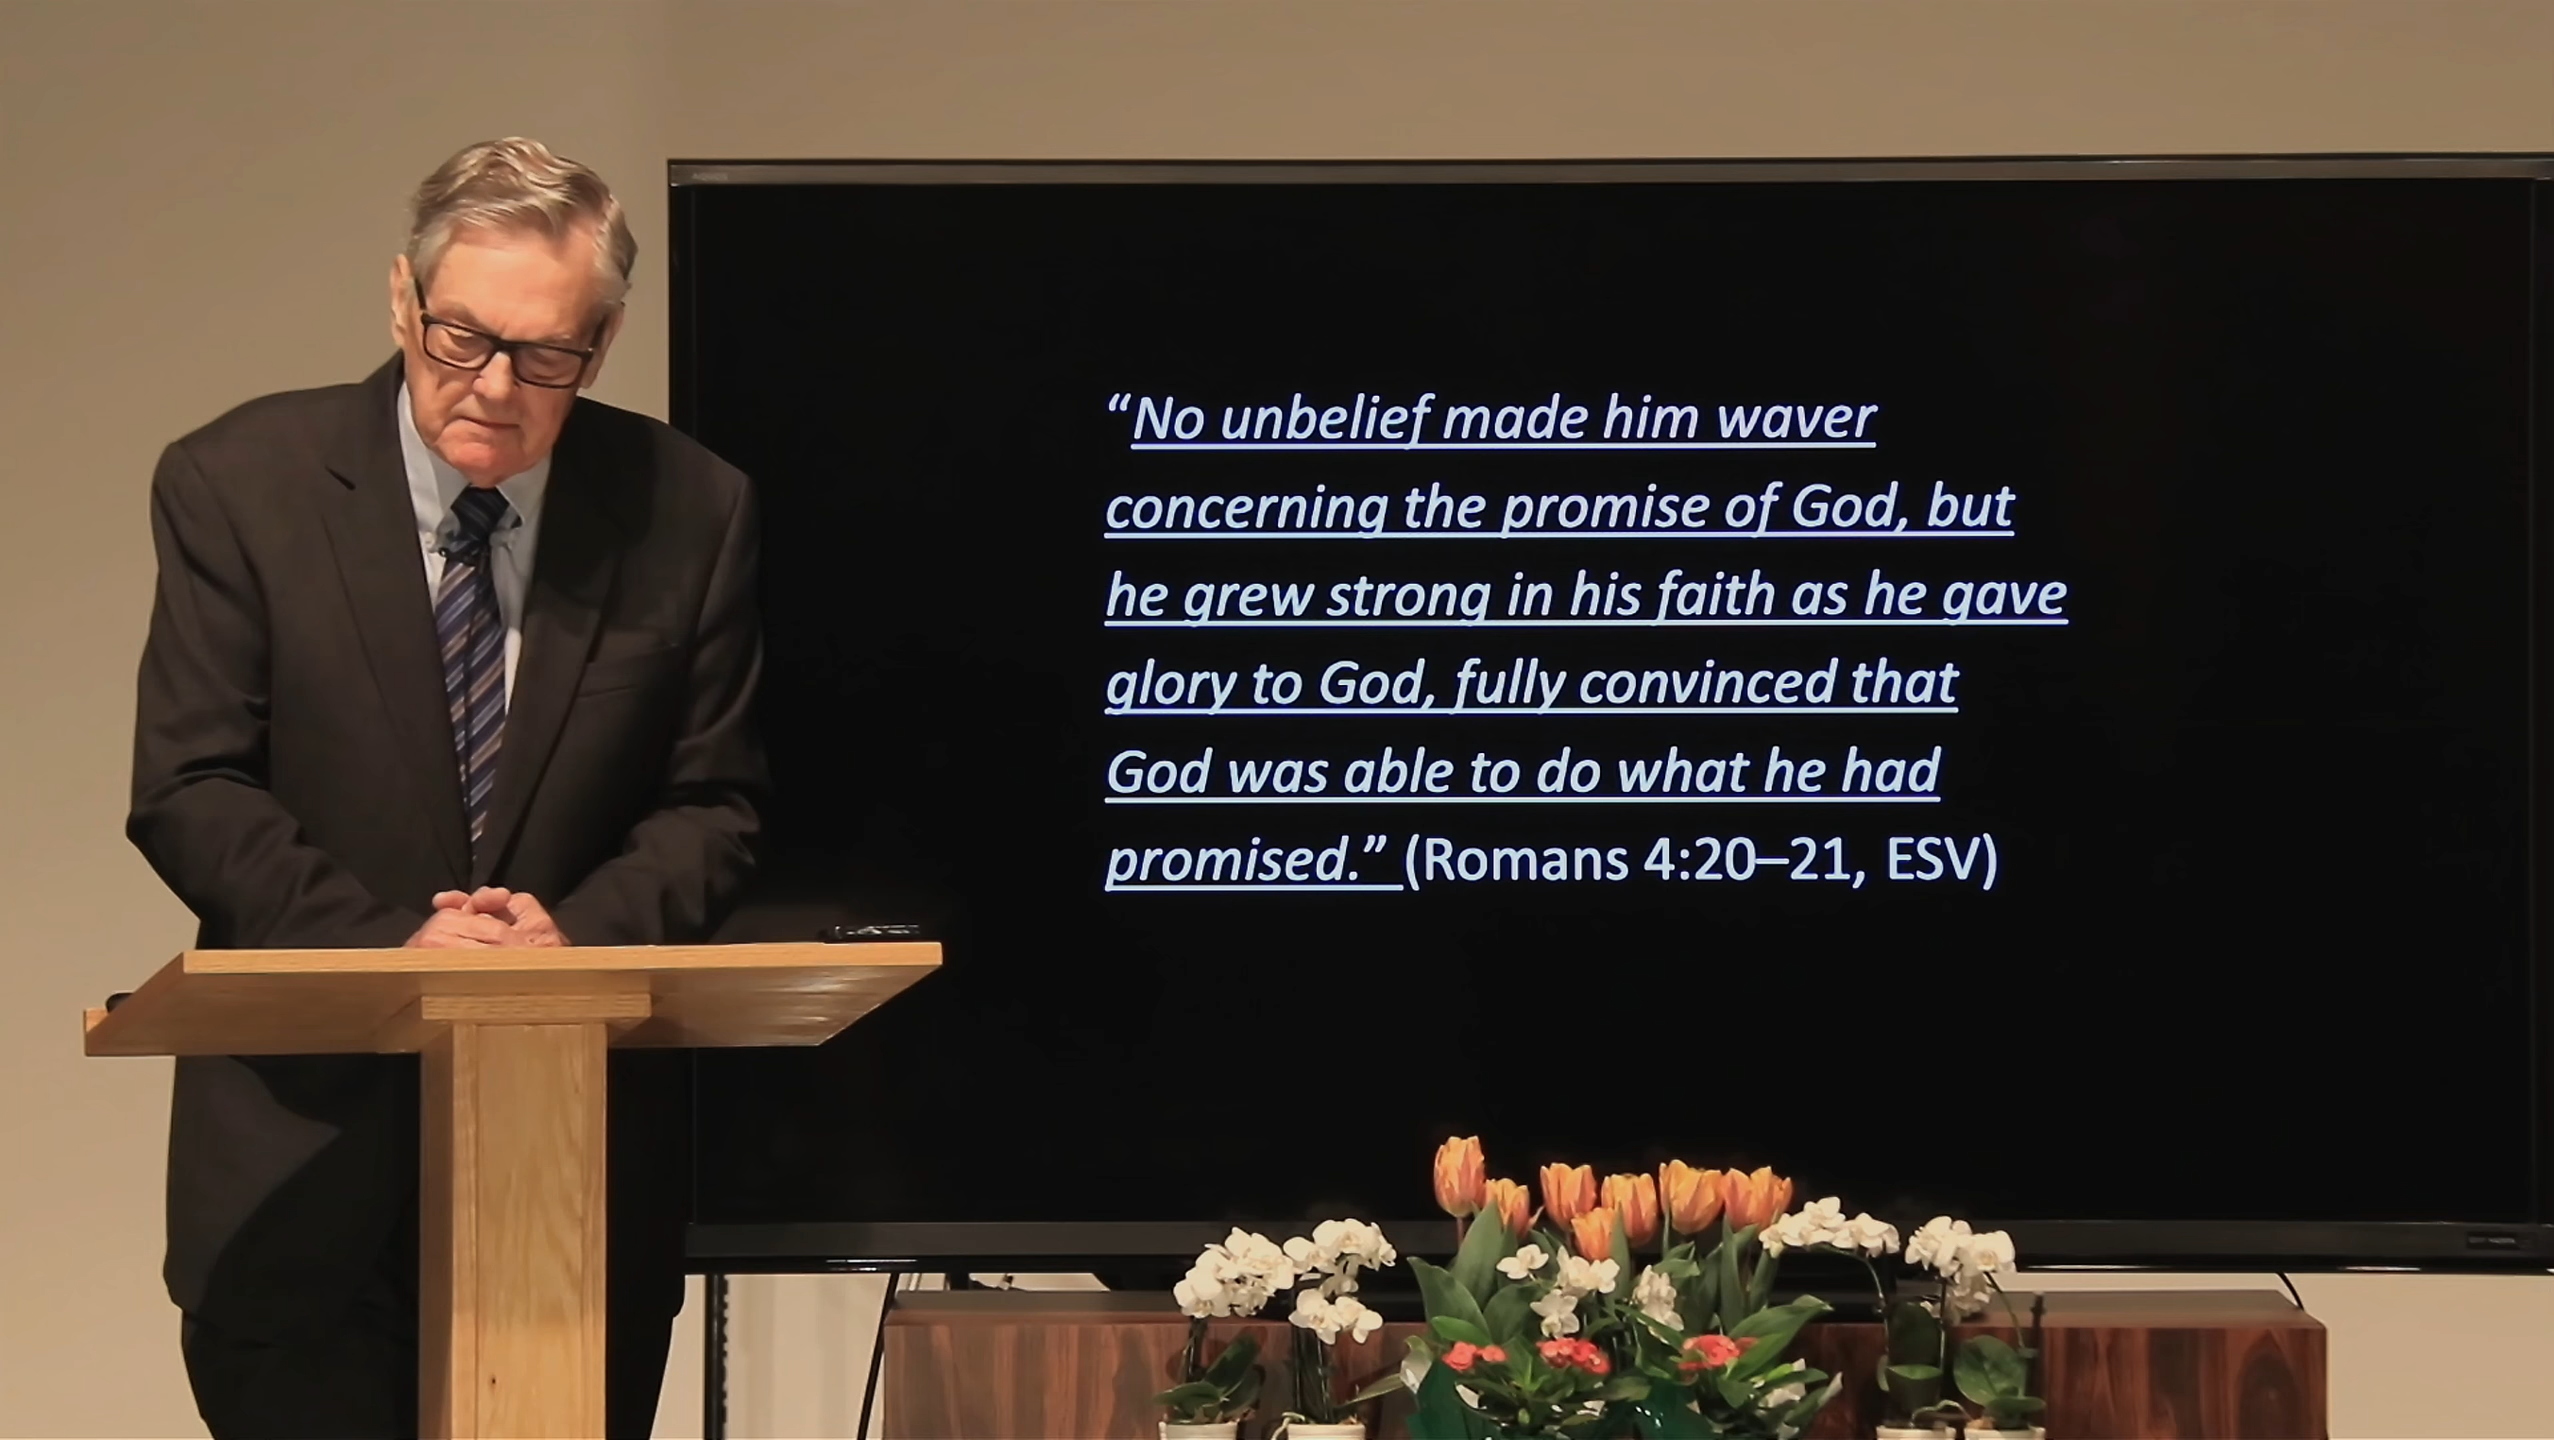 “No unbelief made him waver
concerning the promise of God, but
he grew strong in his faith as he gave
glory to God, fully convinced that
God was able to do what he had
promised.” (Romans 4:20–21, ESV)